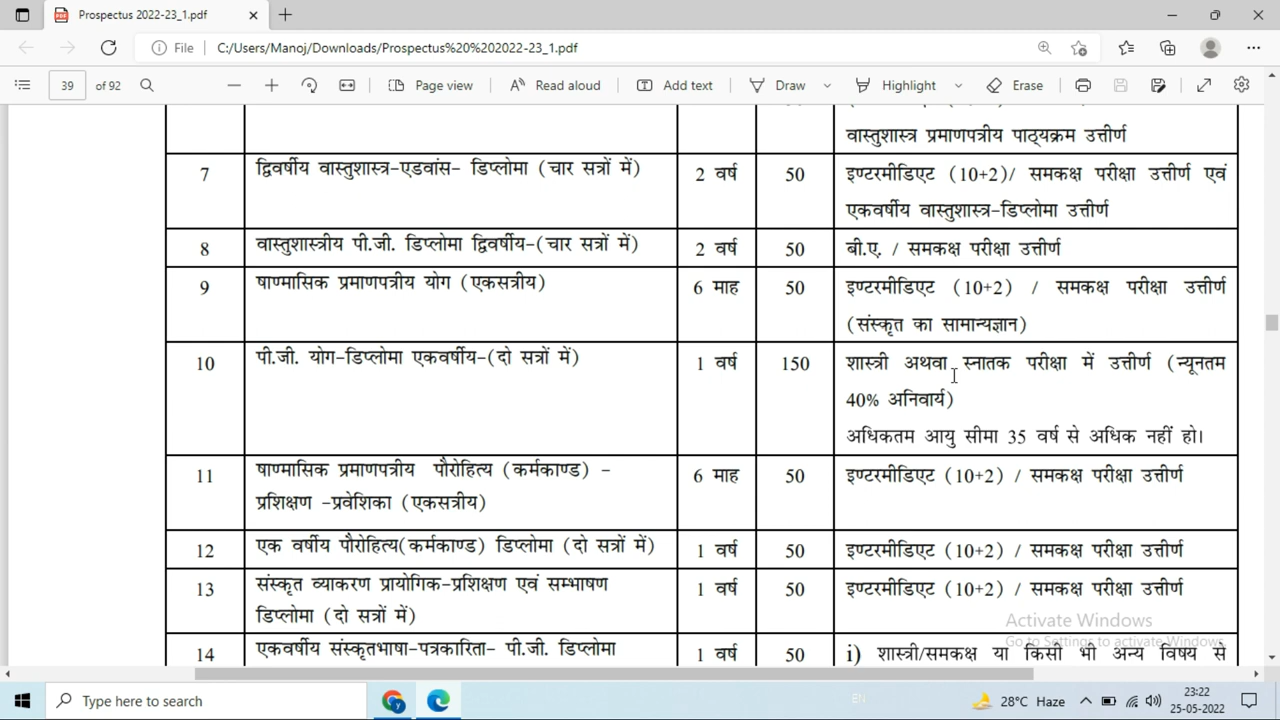 Prospectus 2022-23_1.pdf
File C:/Users/Manoj/Downloads/Prospectus%20%202022-23_1.pdf
39 of 92 Page view Read aloud Add text Draw Highlight Erase
वास्तुशास्त्र प्रमाणपत्रीय पाठ्यक्रम उत्तीर्ण
7 द्विवर्षीय वास्तुशास्त्र-एडवांस- डिप्लोमा (चार सत्रों में) 2 वर्ष 50 इण्टरमीडिएट (10+2)/ समकक्ष परीक्षा उत्तीर्ण एवं
एकवर्षीय वास्तुशास्त्र-डिप्लोमा उत्तीर्ण
8 वास्तुशास्त्रीय पी.जी. डिप्लोमा द्विवर्षीय-(चार सत्रों में) 2 वर्ष 50 बी.ए. / समकक्ष परीक्षा उत्तीर्ण
9 षाण्मासिक प्रमाणपत्रीय योग (एकसत्रीय) 6 माह 50 इण्टरमीडिएट (10+2) / समकक्ष परीक्षा उत्तीर्ण
(संस्कृत का सामान्यज्ञान)
10 पी.जी. योग-डिप्लोमा एकवर्षीय-(दो सत्रों में) 1 वर्ष 150 शास्त्री अथवा स्नातक परीक्षा में उत्तीर्ण (न्यूनतम
40% अनिवार्य)
अधिकतम आयु सीमा 35 वर्ष से अधिक नहीं हो।
11 षाण्मासिक प्रमाणपत्रीय पौरोहित्य (कर्मकाण्ड) - 6 माह 50 इण्टरमीडिएट (10+2) / समकक्ष परीक्षा उत्तीर्ण
प्रशिक्षण -प्रवेशिका (एकसत्रीय)
12 एक वर्षीय पौरोहित्य(कर्मकाण्ड) डिप्लोमा (दो सत्रों में) 1 वर्ष 50 इण्टरमीडिएट (10+2) / समकक्ष परीक्षा उत्तीर्ण
13 संस्कृत व्याकरण प्रायोगिक-प्रशिक्षण एवं सम्भाषण 1 वर्ष 50 इण्टरमीडिएट (10+2) / समकक्ष परीक्षा उत्तीर्ण
डिप्लोमा (दो सत्रों में)
Activate Windows
Go to Settings to activate Windows.
14 एकवर्षीय संस्कृतभाषा-पत्रकारिता- पी.जी. डिप्लोमा 1 वर्ष 50 i) शास्त्री/समकक्ष या किसी भी अन्य विषय से
Type here to search EN 28°C Haze 23:22
25-05-2022